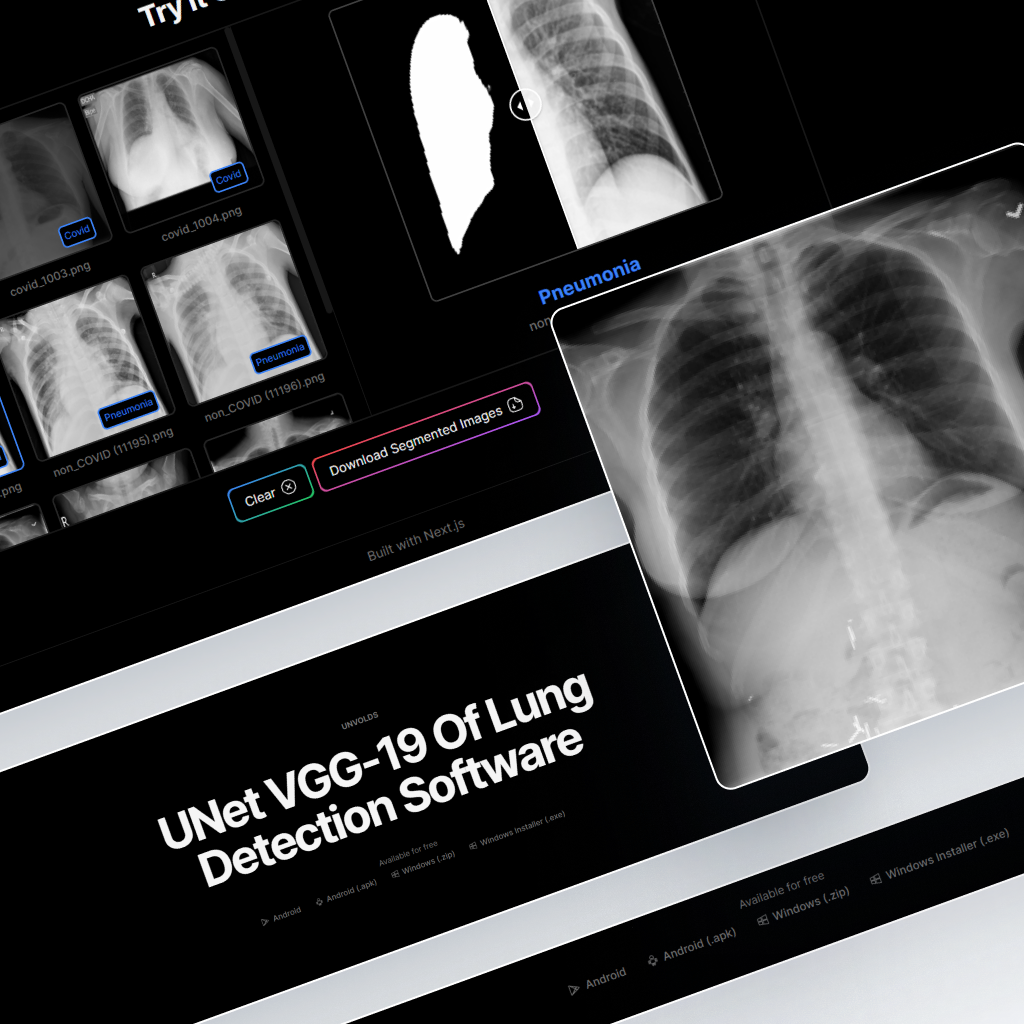 Try it
Covid
covid_1003.png
Covid
covid_1004.png
Pneumonia
non_COVID (11195).png
Pneumonia
non_COVID (11196).png
.png
R
Clear
Download Segmented Images
Pneumonia
non
L
Built with Next.js
UNVOLDS
UNet VGG-19 Of Lung
Detection Software
Available for free
Android
Android (.apk)
Windows (.zip)
Windows Installer (.exe)
Available for free
Android
Android (.apk)
Windows (.zip)
Windows Installer (.exe)